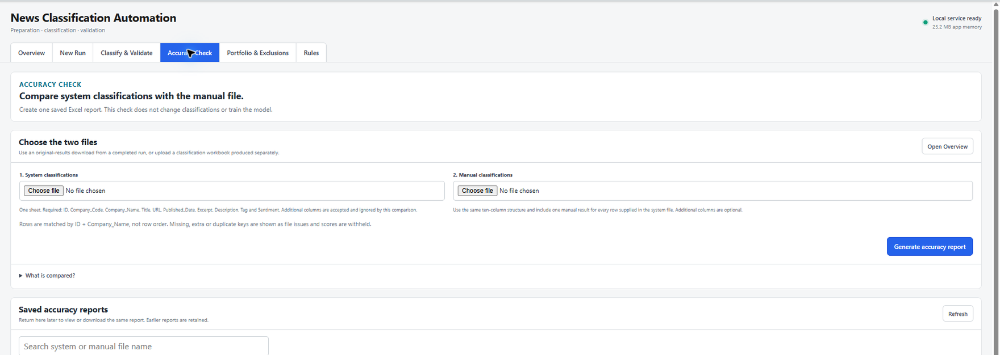 News Classification Automation
Preparation · classification · validation
Local service ready
25.2 MB app memory
Overview
New Run
Classify & Validate
Accuracy Check
Portfolio & Exclusions
Rules
ACCURACY CHECK
Compare system classifications with the manual file.
Create one saved Excel report. This check does not change classifications or train the model.
Choose the two files
Use an original-results download from a completed run, or upload a classification workbook produced separately.
Open Overview
1. System classifications
Choose file No file chosen
One sheet. Required: ID, Company_Code, Company_Name, Title, URL, Published_Date, Excerpt, Description, Tag and Sentiment. Additional columns are accepted and ignored by this comparison.
2. Manual classifications
Choose file No file chosen
Use the same ten-column structure and include one manual result for every row supplied in the system file. Additional columns are optional.
Rows are matched by ID + Company_Name, not row order. Missing, extra or duplicate keys are shown as file issues and scores are withheld.
Generate accuracy report
What is compared?
Saved accuracy reports
Return here later to view or download the same report. Earlier reports are retained.
Refresh
Search system or manual file name